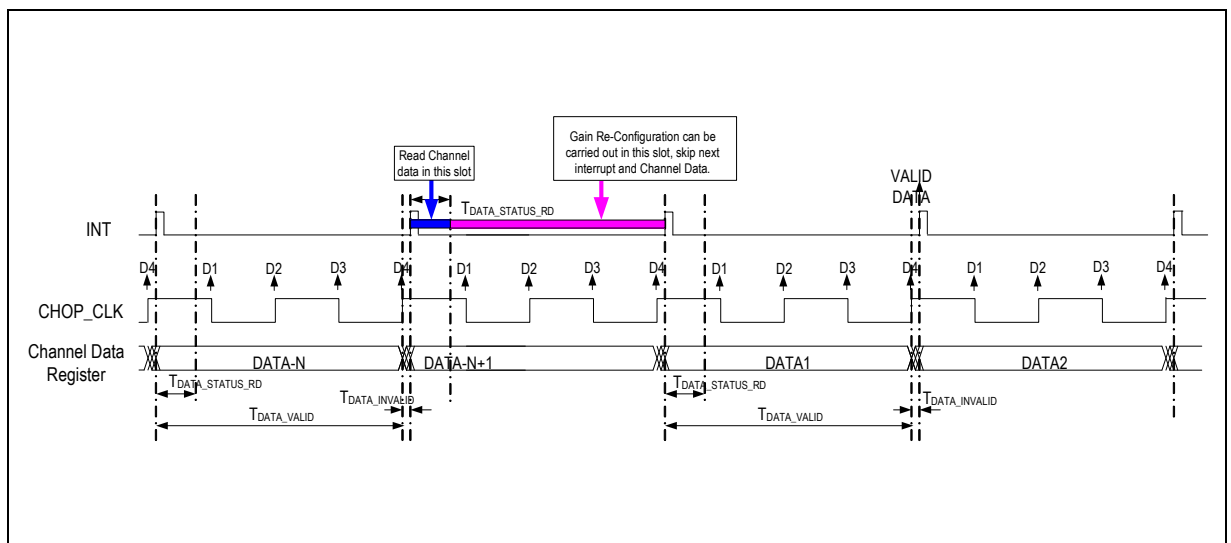 Read Channel
data in this slot
Gain Re-Configuration can be
carried out in this slot, skip next
interrupt and Channel Data.
VALID
DATA
TDATA_STATUS_RD
INT
D4 D1 D2 D3 D4 D1 D2 D3 D4 D1 D2 D3 D4 D1 D2 D3 D4
CHOP_CLK
Channel Data
Register
DATA-N DATA-N+1 DATA1 DATA2
TDATA_STATUS_RD TDATA_INVALID TDATA_STATUS_RD TDATA_INVALID
TDATA_VALID TDATA_VALID